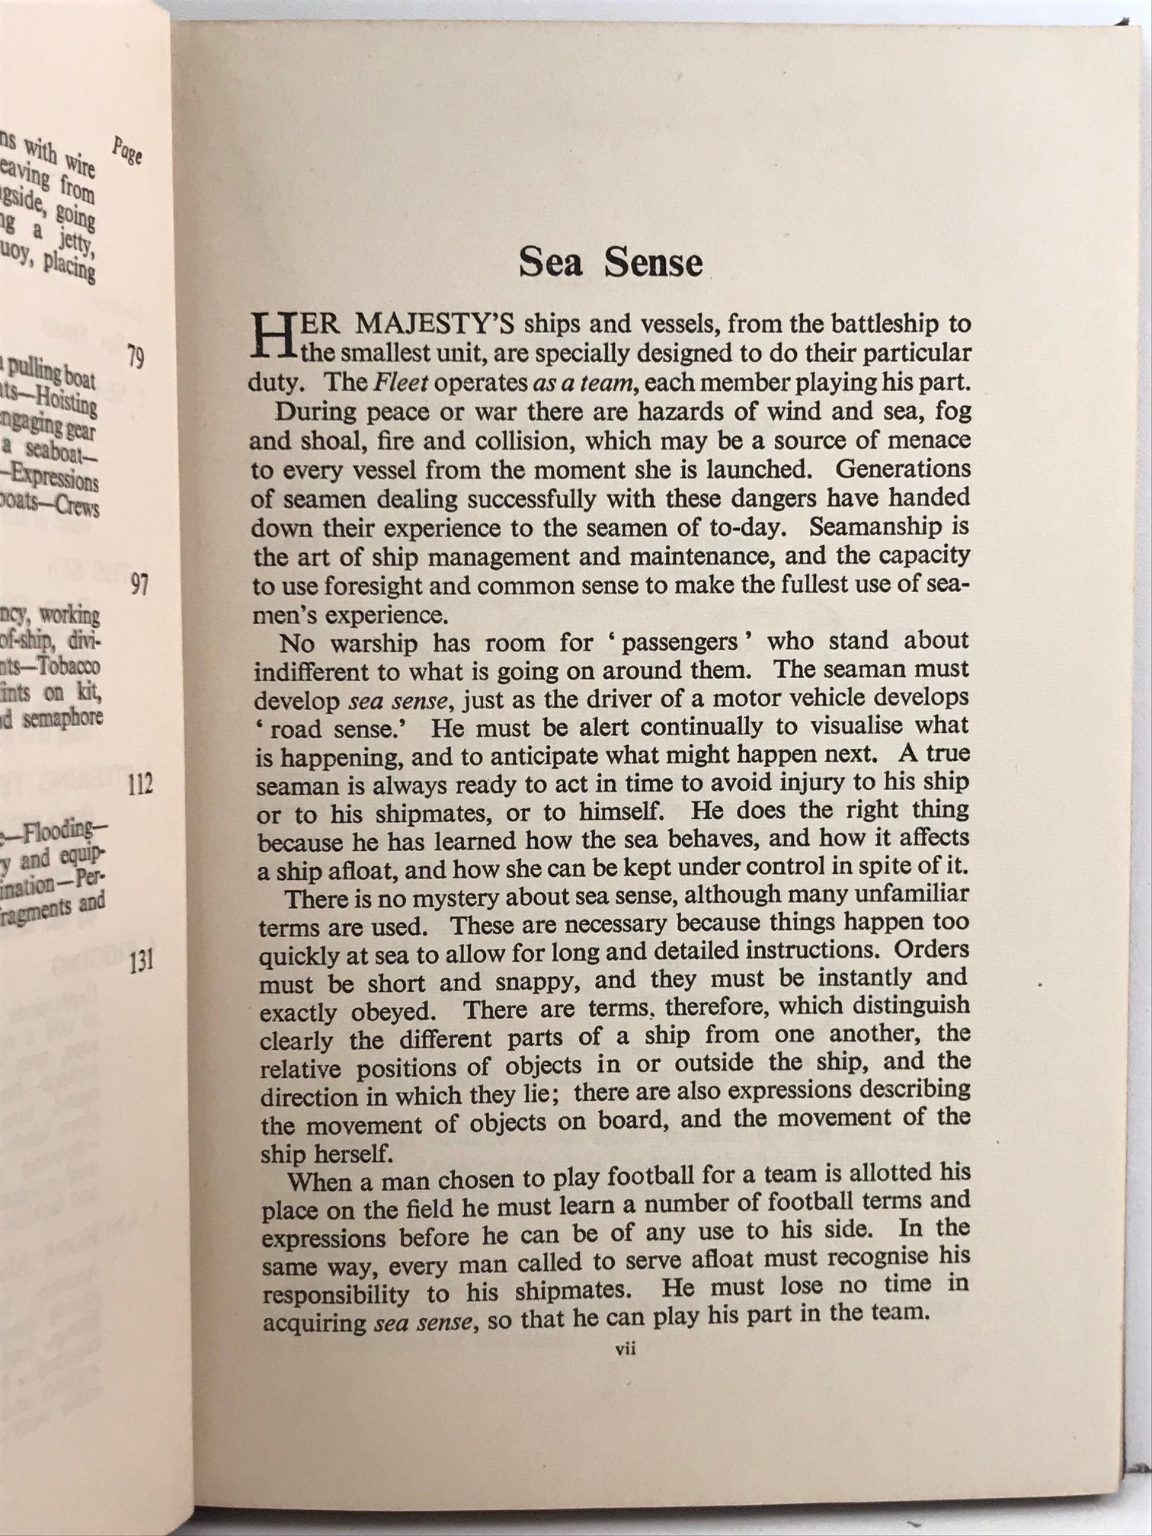 Page
ns with wire
eaving from
gside, going
ng a jetty,
uoy, placing
79
pulling boat
ts—Hoisting
engaging gear
a seaboat—
—Expressions
boats—Crews
97
ncy, working
of-ship, divi-
nts—Tobacco
ints on kit,
d semaphore
112
e—Flooding—
y and equip-
ination—Per-
fragments and
131
Sea Sense
HER MAJESTY'S ships and vessels, from the battleship to
the smallest unit, are specially designed to do their particular
duty. The Fleet operates as a team, each member playing his part.
During peace or war there are hazards of wind and sea, fog
and shoal, fire and collision, which may be a source of menace
to every vessel from the moment she is launched. Generations
of seamen dealing successfully with these dangers have handed
down their experience to the seamen of to-day. Seamanship is
the art of ship management and maintenance, and the capacity
to use foresight and common sense to make the fullest use of sea-
men's experience.
No warship has room for ‘passengers’ who stand about
indifferent to what is going on around them. The seaman must
develop sea sense, just as the driver of a motor vehicle develops
‘road sense.’ He must be alert continually to visualise what
is happening, and to anticipate what might happen next. A true
seaman is always ready to act in time to avoid injury to his ship
or to his shipmates, or to himself. He does the right thing
because he has learned how the sea behaves, and how it affects
a ship afloat, and how she can be kept under control in spite of it.
There is no mystery about sea sense, although many unfamiliar
terms are used. These are necessary because things happen too
quickly at sea to allow for long and detailed instructions. Orders
must be short and snappy, and they must be instantly and
exactly obeyed. There are terms, therefore, which distinguish
clearly the different parts of a ship from one another, the
relative positions of objects in or outside the ship, and the
direction in which they lie; there are also expressions describing
the movement of objects on board, and the movement of the
ship herself.
When a man chosen to play football for a team is allotted his
place on the field he must learn a number of football terms and
expressions before he can be of any use to his side. In the
same way, every man called to serve afloat must recognise his
responsibility to his shipmates. He must lose no time in
acquiring sea sense, so that he can play his part in the team.
vii